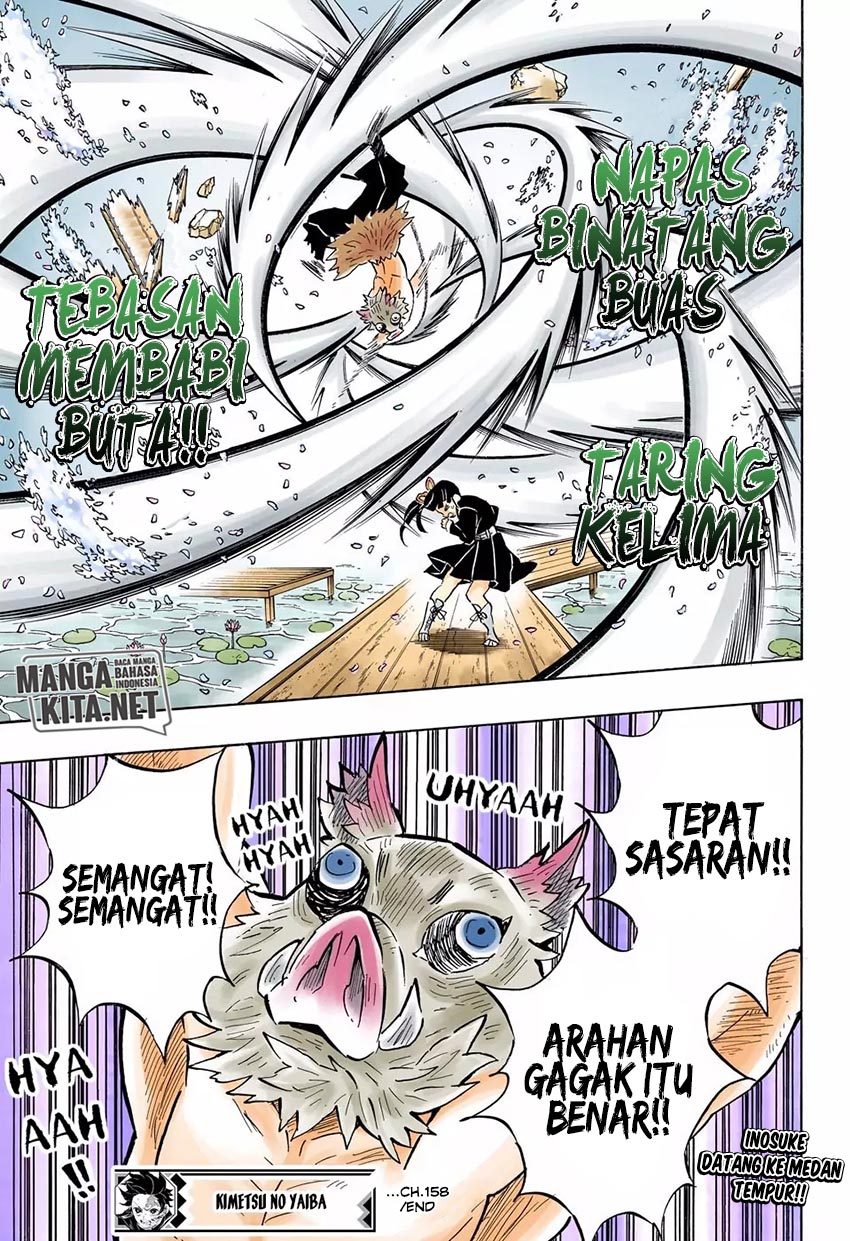 NAPAS
BINATANG
BUAS
TARING
KELIMA
TEBASAN
MEMBABI
BUTA!!
MANGA
KITA.NET
BACA MANGA
BAHASA
INDONESIA
TEPAT
SASARAN!!
UHYAAH
HYAH
HYAH
SEMANGAT!
SEMANGAT!!
ARAHAN
GAGAK ITU
BENAR!!
HYA
AAH
!!
INOSUKE
DATANG KE MEDAN
TEMPUR!!
KIMETSU NO YAIBA
...CH.158
/END